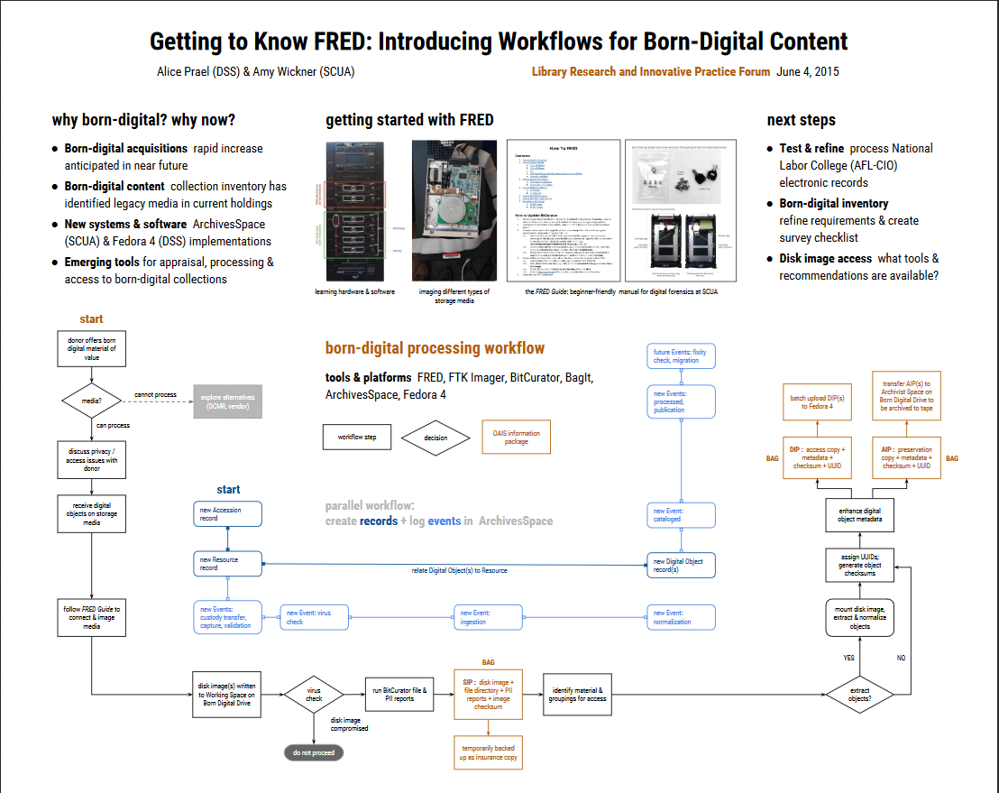 Getting to Know FRED: Introducing Workflows for Born-Digital Content
Alice Prael (DSS) & Amy Wickner (SCUA)
Library Research and Innovative Practice Forum June 4, 2015
why born-digital? why now?
● Born-digital acquisitions rapid increase
anticipated in near future
● Born-digital content collection inventory has
identified legacy media in current holdings
● New systems & software ArchivesSpace
(SCUA) & Fedora 4 (DSS) implementations
● Emerging tools for appraisal, processing &
access to born-digital collections
getting started with FRED
How To FRED
Contents
How to Update BitCurator
learning hardware & software
imaging different types of
storage media
the FRED Guide: beginner-friendly manual for digital forensics at SCUA
next steps
● Test & refine process National
Labor College (AFL-CIO)
electronic records
● Born-digital inventory
refine requirements & create
survey checklist
● Disk image access what tools &
recommendations are available?
start
donor offers born
digital material of
value
media?
cannot process
explore alternatives
(DCMR, vendor)
can process
discuss privacy /
access issues with
donor
receive digital
objects on storage
media
follow FRED Guide to
connect & image
media
born-digital processing workflow
tools & platforms FRED, FTK Imager, BitCurator, BagIt,
ArchivesSpace, Fedora 4
workflow step
decision
OAIS information
package
parallel workflow:
create records + log events in ArchivesSpace
start
new Accession
record
new Resource
record
relate Digital Object(s) to Resource
new Events:
custody transfer,
capture, validation
new Event: virus
check
new Event:
ingestion
new Event:
normalization
new Digital Object
record(s)
new Event:
cataloged
new Events:
processed,
publication
future Events: fixity
check, migration
disk image(s) written
to Working Space on
Born Digital Drive
virus
check
disk image
compromised
do not proceed
run BitCurator file &
PII reports
BAG
SIP : disk image +
file directory + PII
reports + image
checksum
temporarily backed
up as insurance copy
identify material &
groupings for access
extract
objects?
YES
NO
mount disk image,
extract & normalize
objects
assign UUIDs;
generate object
checksums
enhance digital
object metadata
BAG
DIP : access copy +
metadata +
checksum + UUID
batch upload DIP(s)
to Fedora 4
AIP : preservation
copy + metadata +
checksum + UUID
BAG
transfer AIP(s) to
Archivist Space on
Born Digital Drive to
be archived to tape